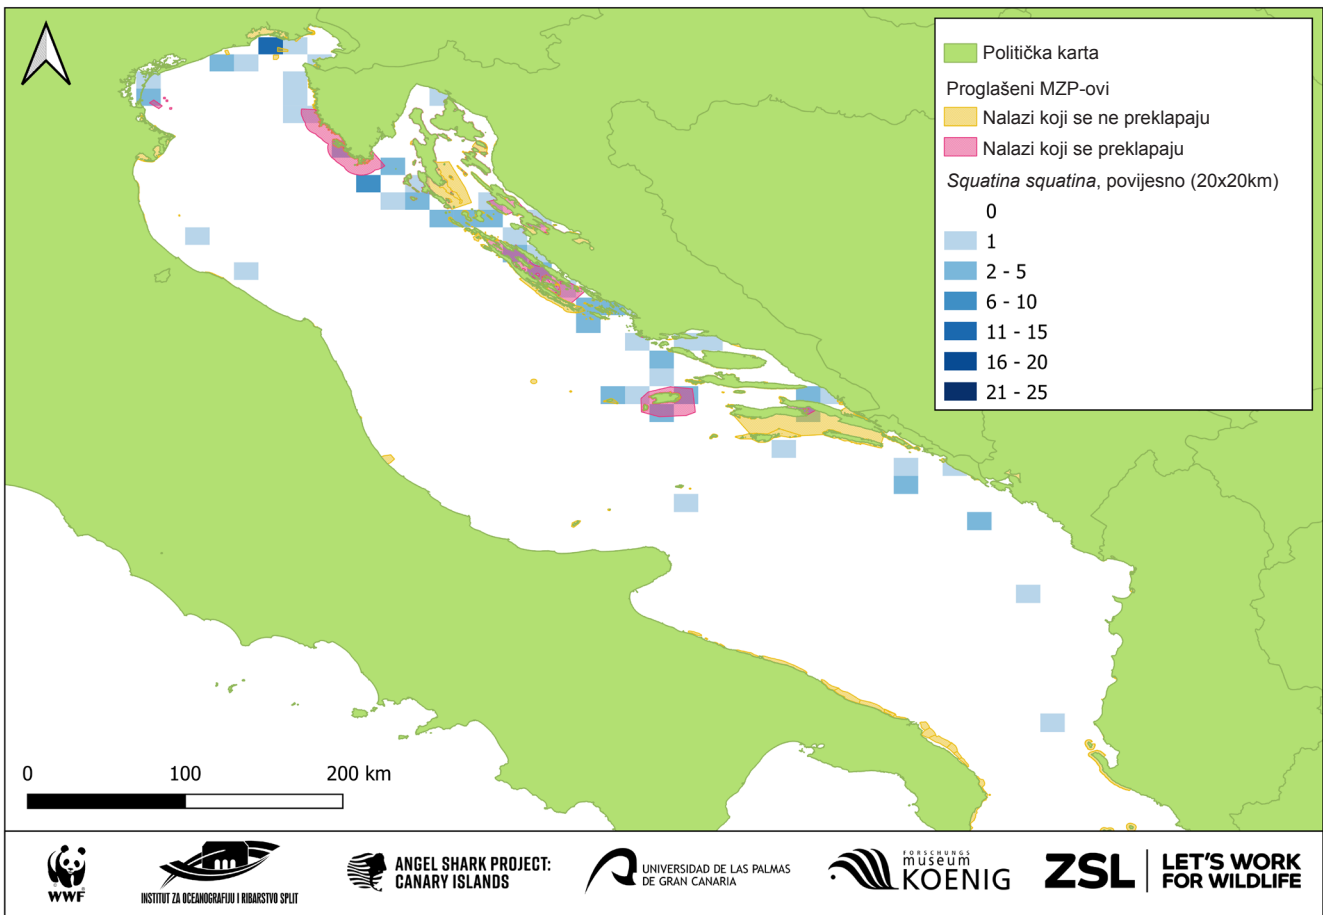 Politička karta
Proglašeni MZP-ovi
Nalazi koji se ne preklapaju
Nalazi koji se preklapaju
Squatina squatina, povijesno (20x20km)
0
1
2 - 5
6 - 10
11 - 15
16 - 20
21 - 25
0 100 200 km
WWF
INSTITUT ZA OCEANOGRAFIJU I RIBARSTVO SPLIT
ANGEL SHARK PROJECT:
CANARY ISLANDS
UNIVERSIDAD DE LAS PALMAS
DE GRAN CANARIA
FORSCHUNGS
museum
KOENIG
ZSL
LET'S WORK
FOR WILDLIFE